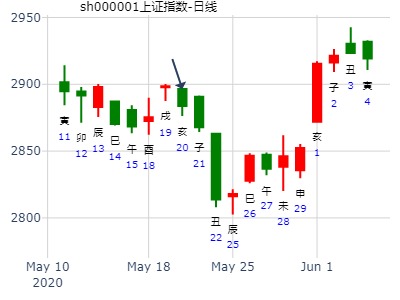 sh000001上证指数-日线
2950
2900
2850
2800
寅
11
卯
12
辰
13
巳
14
午
15
酉
18
戌
19
亥
20
子
21
丑
22
辰
25
巳
26
午
27
未
28
申
29
亥
1
子
2
丑
3
寅
4
May 10
2020
May 18
May 25
Jun 1